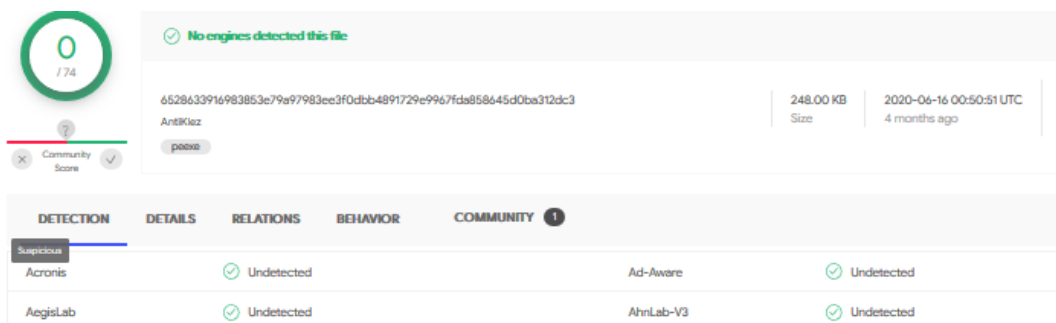 0
/ 74
No engines detected this file
6528633916983853e79a97983ee3f0dbb4891729e9967fda858645d0ba312dc3
AntiKlez
peexe
248.00 KB
Size
2020-06-16 00:50:51 UTC
4 months ago
?
Community
Score
DETECTION DETAILS RELATIONS BEHAVIOR COMMUNITY 1
Suspicious
Acronis Undetected Ad-Aware Undetected
AegisLab Undetected AhnLab-V3 Undetected